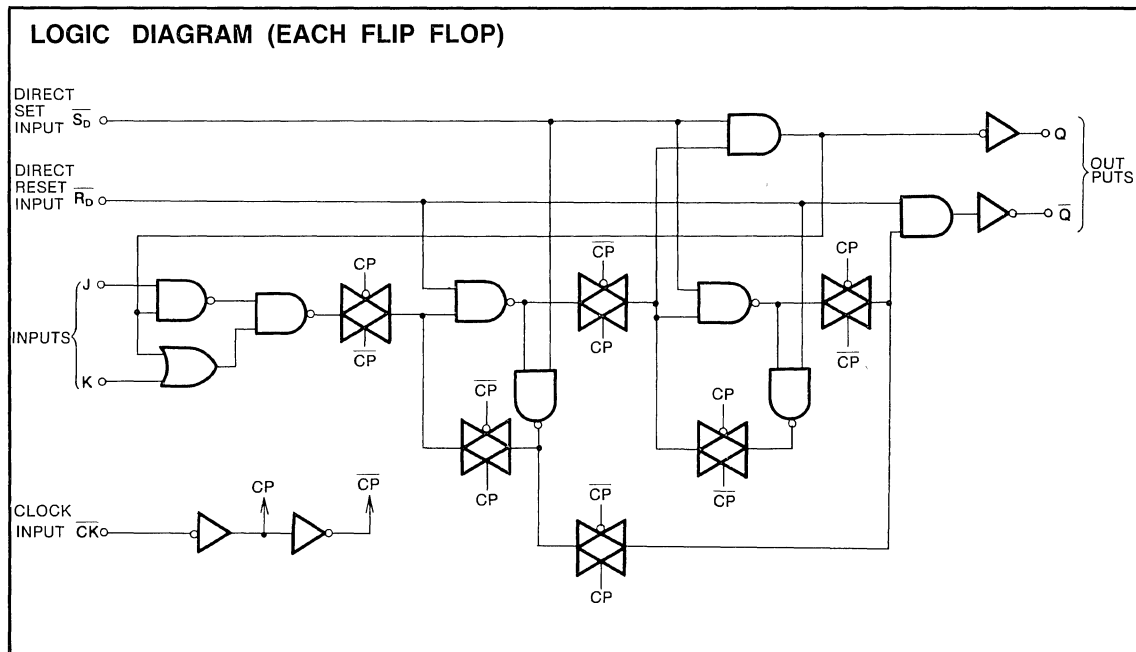 LOGIC DIAGRAM (EACH FLIP FLOP)
DIRECT
SET
INPUT S̅D̅
DIRECT
RESET
INPUT R̅D̅
Q
OUT
PUTS
Q̅
INPUTS
J
K
CP
C̅P̅
C̅P̅
CP
CP
C̅P̅
C̅P̅
CP
CP
C̅P̅
C̅P̅
CP
CLOCK
INPUT C̅K̅
CP
C̅P̅